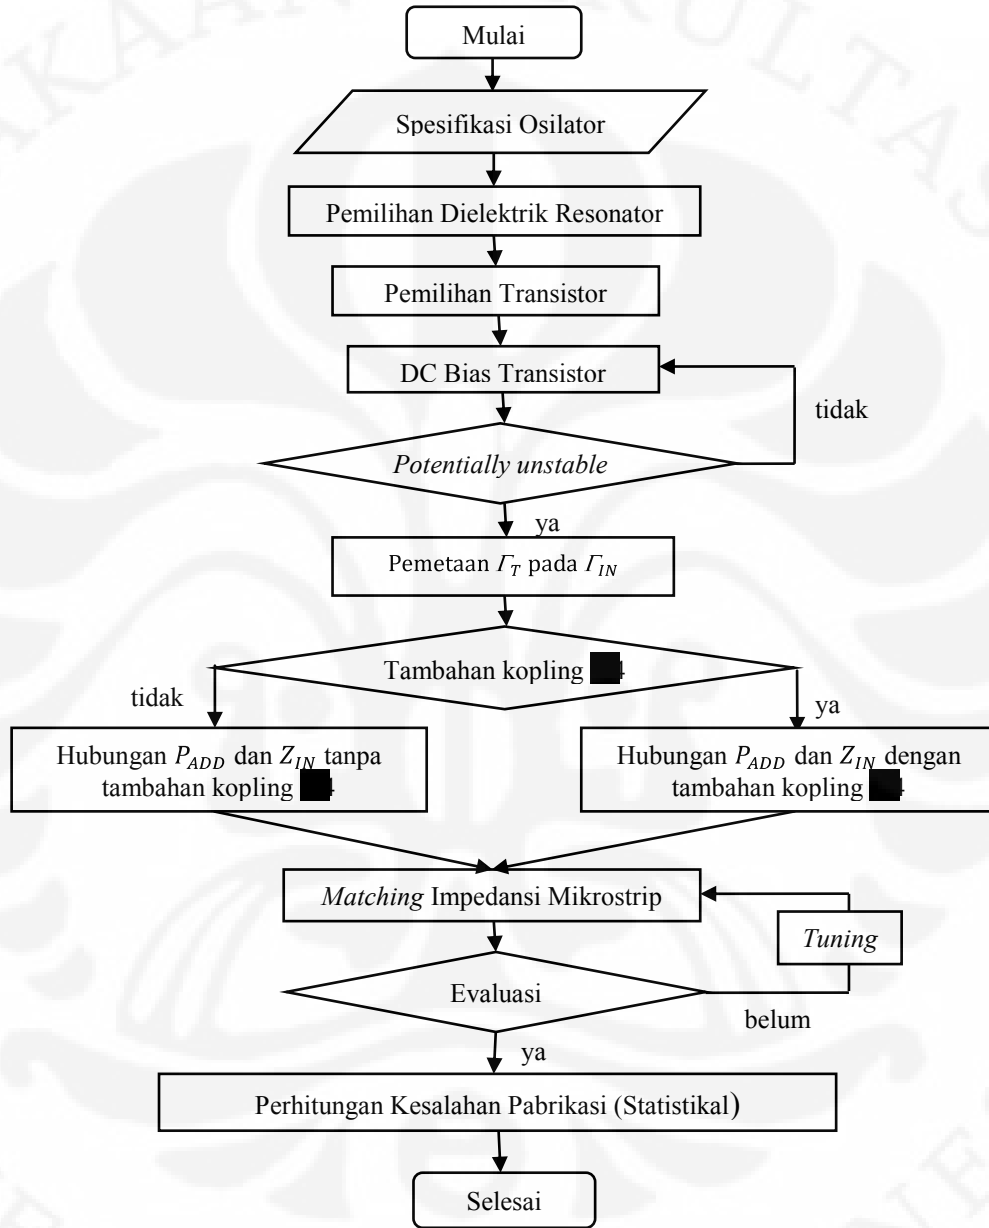 Mulai
Spesifikasi Osilator
Pemilihan Dielektrik Resonator
Pemilihan Transistor
DC Bias Transistor
tidak
Potentially unstable
ya
Pemetaan Γ_T pada Γ_IN
Tambahan kopling
tidak
ya
Hubungan P_ADD dan Z_IN tanpa
tambahan kopling
Hubungan P_ADD dan Z_IN dengan
tambahan kopling
Matching Impedansi Mikrostrip
Tuning
Evaluasi
belum
ya
Perhitungan Kesalahan Pabrikasi (Statistikal)
Selesai